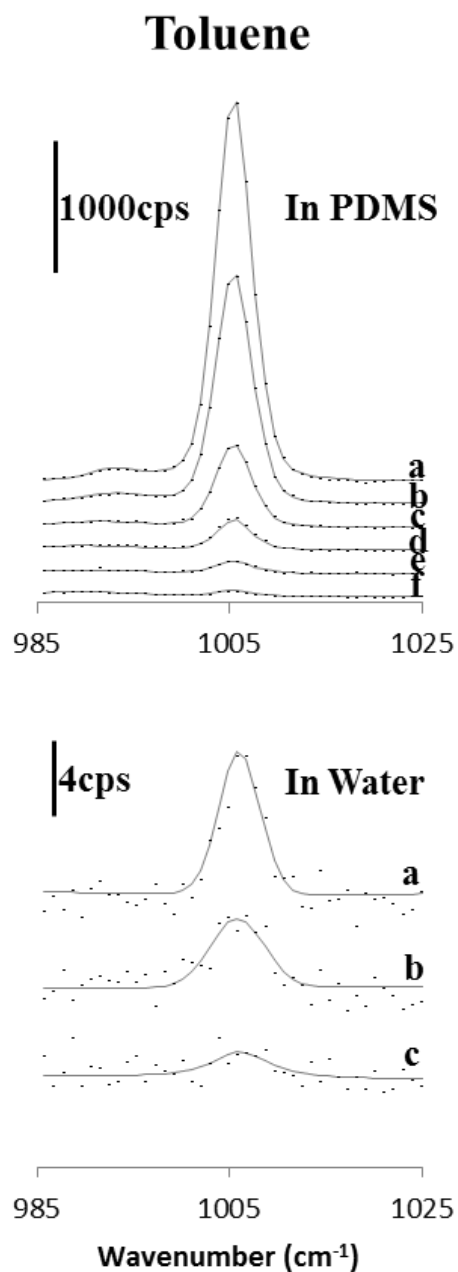 Toluene
1000cps In PDMS
a
b
c
d
e
f
985 1005 1025
4cps In Water
a
b
c
985 1005 1025
Wavenumber (cm⁻¹)